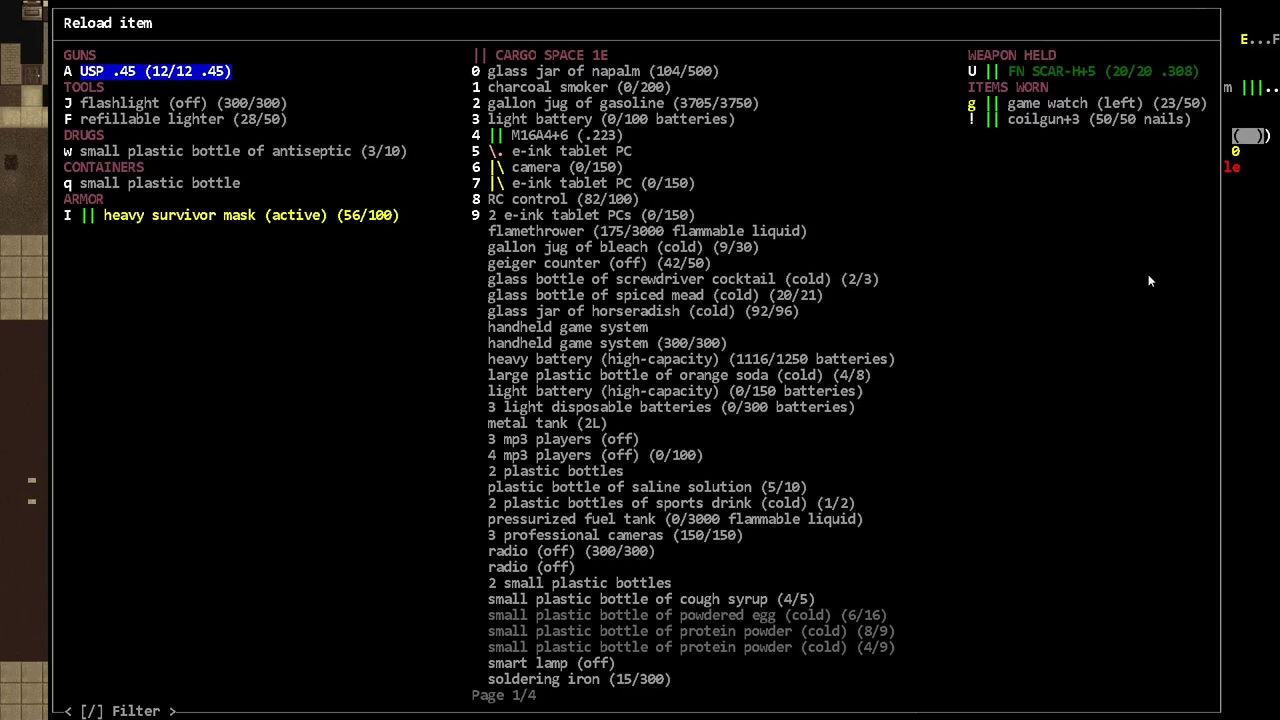 Reload item
GUNS
A USP .45 (12/12 .45)
TOOLS
J flashlight (off) (300/300)
F refillable lighter (28/50)
DRUGS
w small plastic bottle of antiseptic (3/10)
CONTAINERS
q small plastic bottle
ARMOR
I || heavy survivor mask (active) (56/100)
|| CARGO SPACE 1E
0 glass jar of napalm (104/500)
1 charcoal smoker (0/200)
2 gallon jug of gasoline (3705/3750)
3 light battery (0/100 batteries)
4 || M16A4+6 (.223)
5 \. e-ink tablet PC
6 |\ camera (0/150)
7 |\ e-ink tablet PC (0/150)
8 RC control (82/100)
9 2 e-ink tablet PCs (0/150)
flamethrower (175/3000 flammable liquid)
gallon jug of bleach (cold) (9/30)
geiger counter (off) (42/50)
glass bottle of screwdriver cocktail (cold) (2/3)
glass bottle of spiced mead (cold) (20/21)
glass jar of horseradish (cold) (92/96)
handheld game system
handheld game system (300/300)
heavy battery (high-capacity) (1116/1250 batteries)
large plastic bottle of orange soda (cold) (4/8)
light battery (high-capacity) (0/150 batteries)
3 light disposable batteries (0/300 batteries)
metal tank (2L)
3 mp3 players (off)
4 mp3 players (off) (0/100)
2 plastic bottles
plastic bottle of saline solution (5/10)
2 plastic bottles of sports drink (cold) (1/2)
pressurized fuel tank (0/3000 flammable liquid)
3 professional cameras (150/150)
radio (off) (300/300)
radio (off)
2 small plastic bottles
small plastic bottle of cough syrup (4/5)
small plastic bottle of powdered egg (cold) (6/16)
small plastic bottle of protein powder (cold) (8/9)
small plastic bottle of protein powder (cold) (4/9)
smart lamp (off)
soldering iron (15/300)
Page 1/4
WEAPON HELD
U || FN SCAR-H+5 (20/20 .308)
ITEMS WORN
g || game watch (left) (23/50)
! || coilgun+3 (50/50 nails)
E...F
m |||..
( ))
0
le
< [/] Filter >